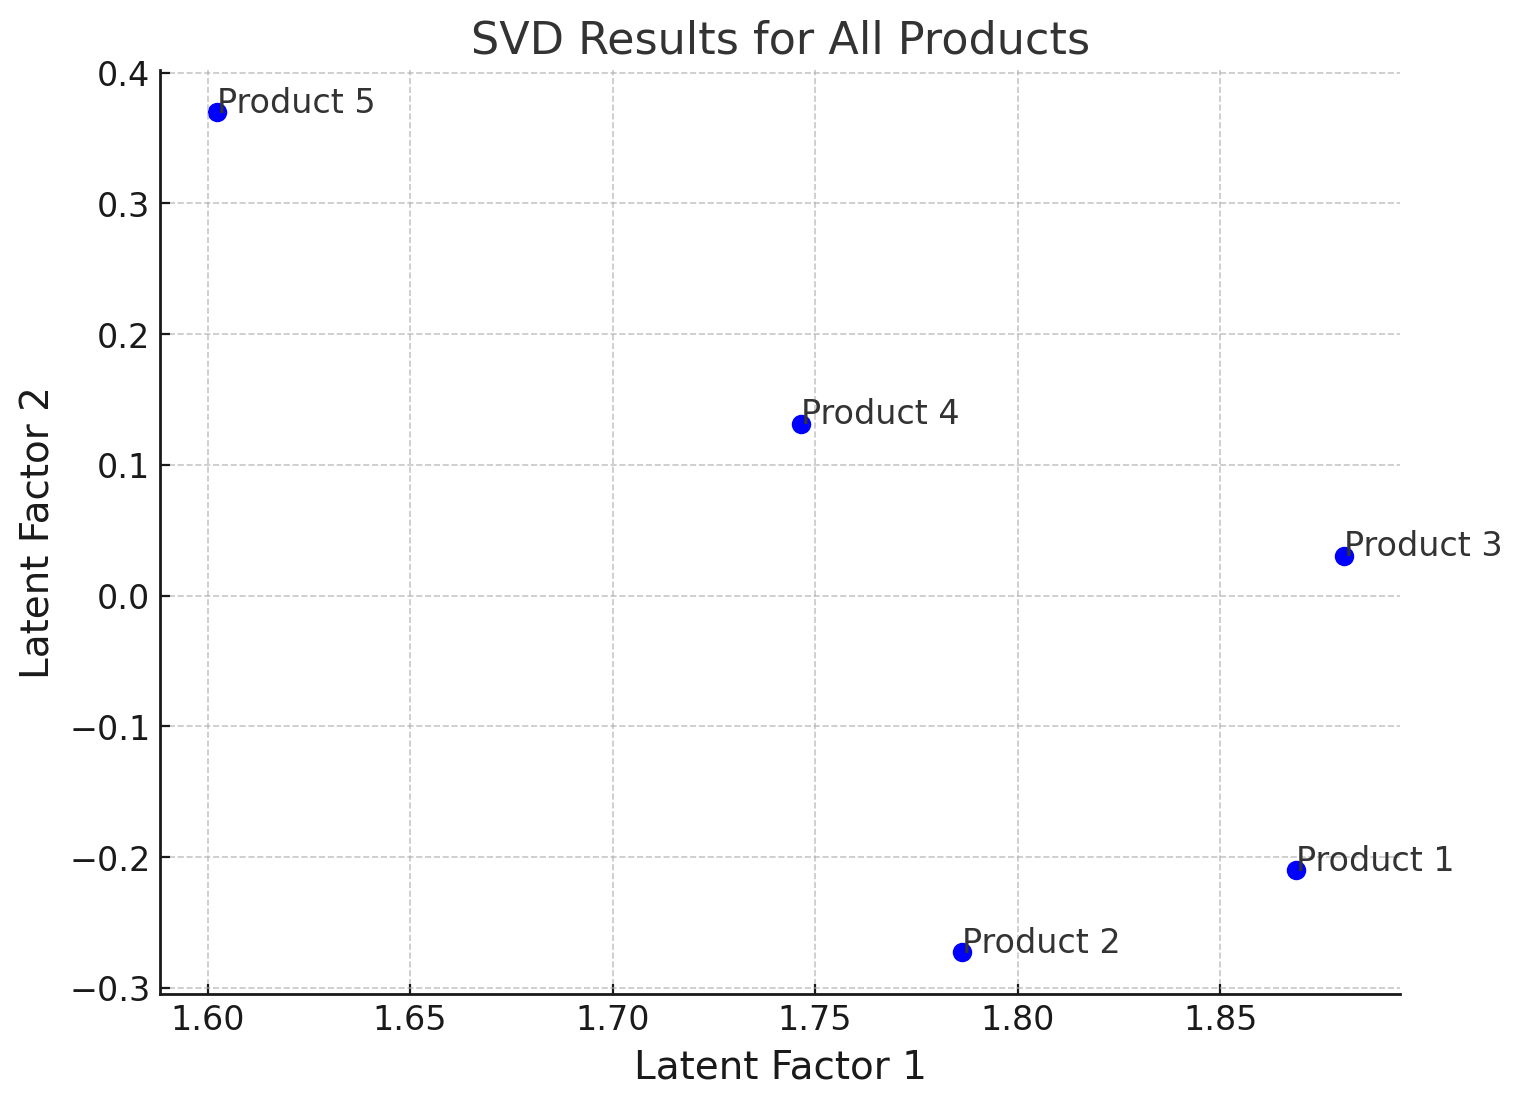 SVD Results for All Products
0.4
Product 5
0.3
0.2
Product 4
0.1
Product 3
0.0
−0.1
−0.2
Product 1
Product 2
−0.3
1.60 1.65 1.70 1.75 1.80 1.85
Latent Factor 1
Latent Factor 2